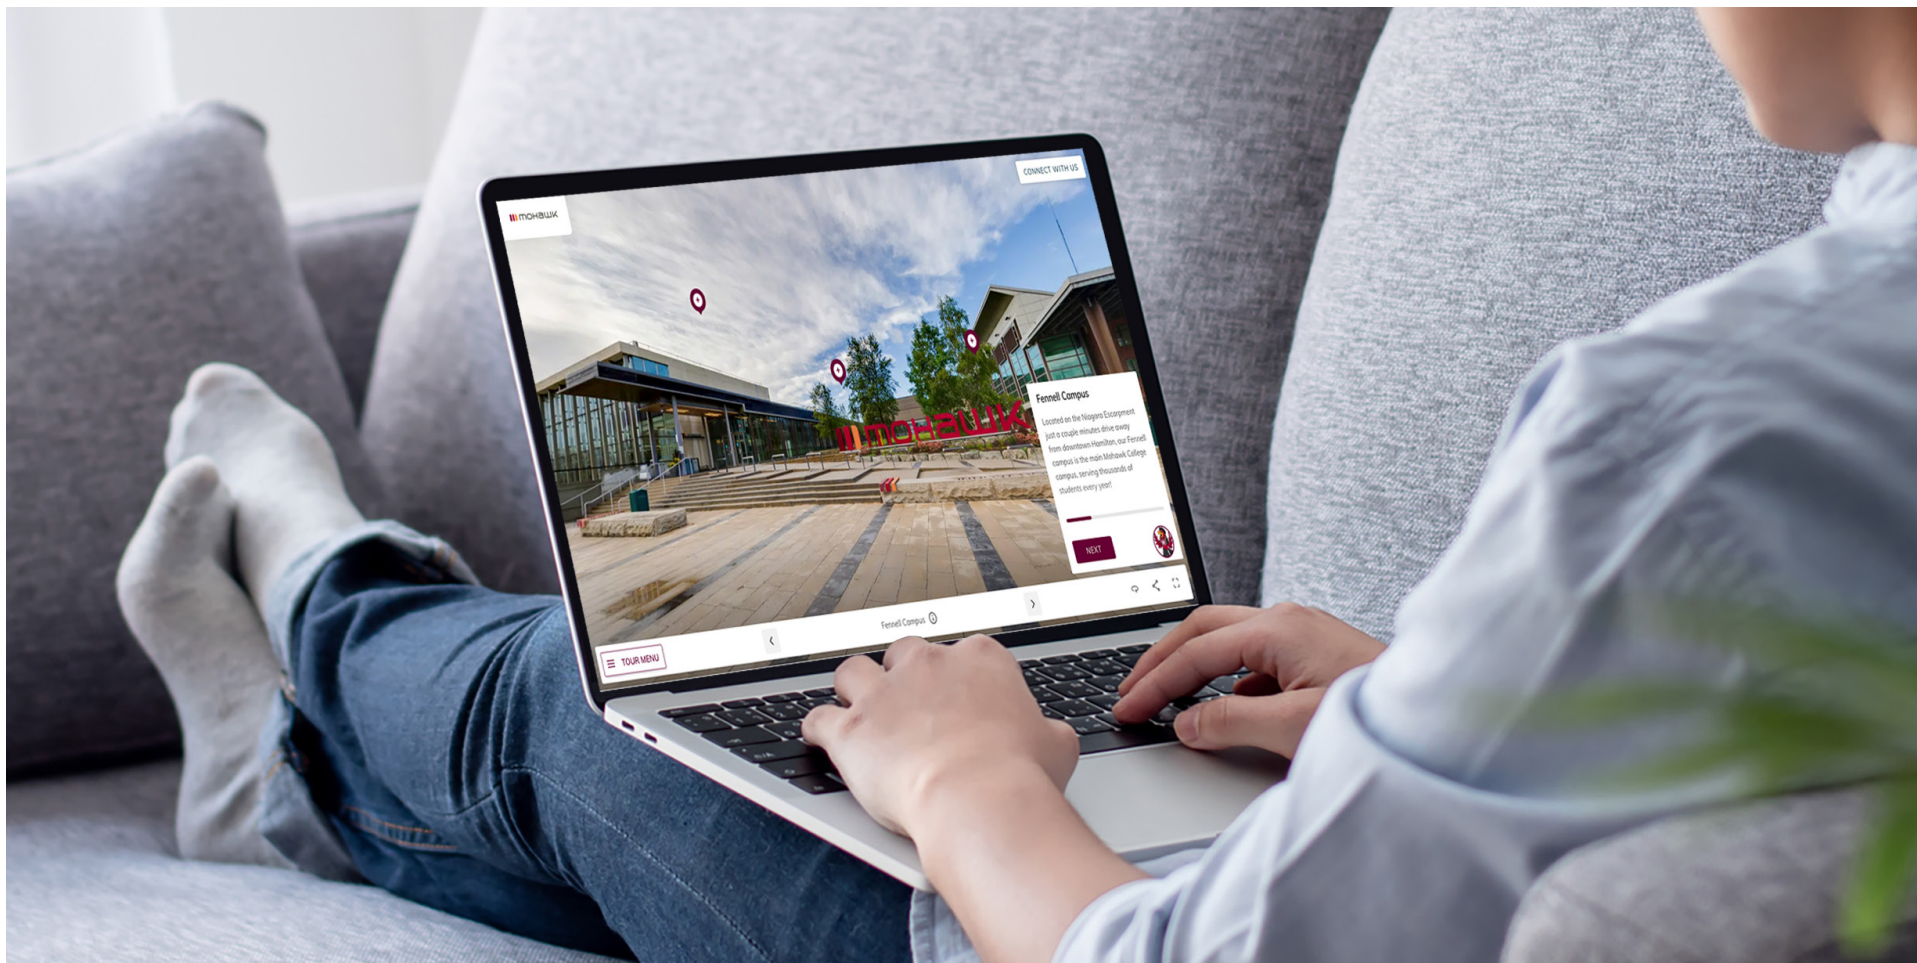 mohawk
CONNECT WITH US
mohawk
Fennell Campus
Located on the Niagara Escarpment
just a couple minutes drive away
from downtown Hamilton, our Fennell
campus is the main Mohawk College
campus, serving thousands of
students every year!
NEXT
Fennell Campus
TOUR MENU